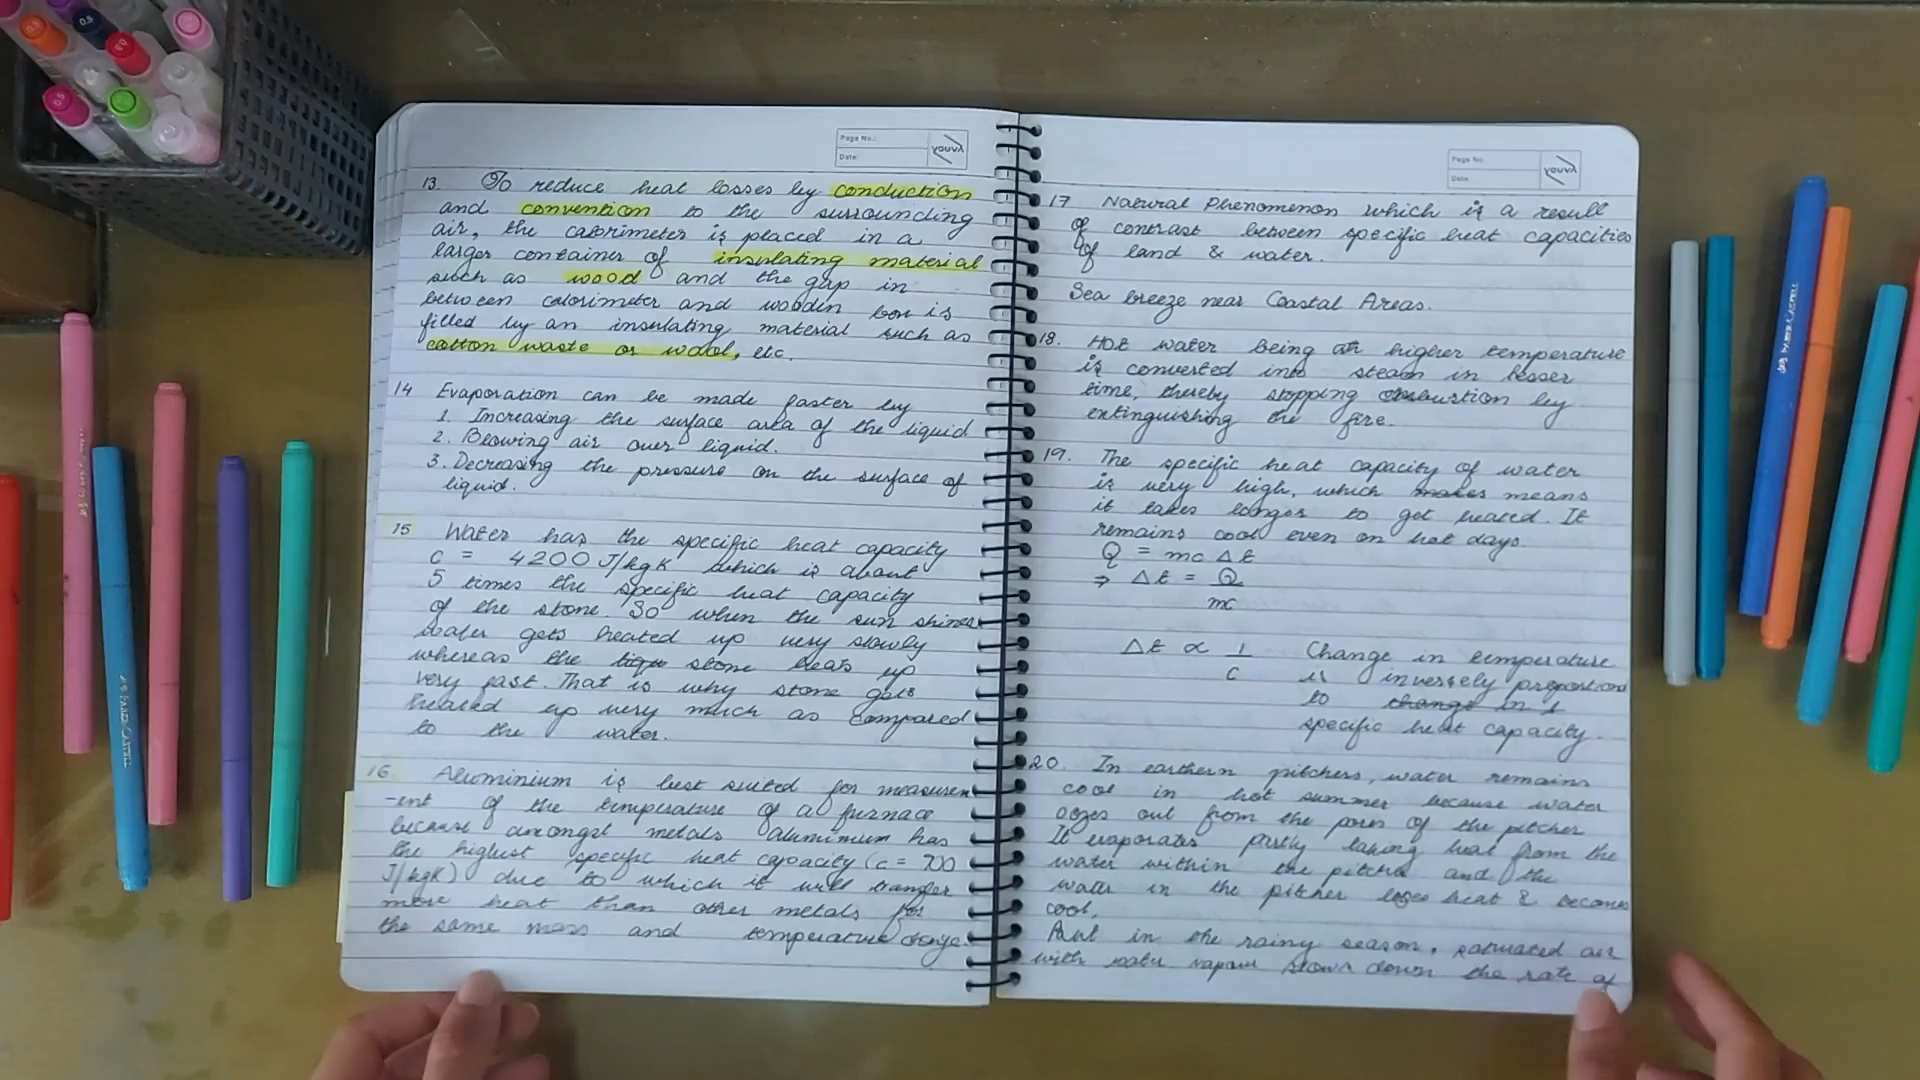 Page No.:
Date:
youva
13. To reduce heat losses by conduction
and convention to the surrounding
air, the calorimeter is placed in a
larger container of insulating material
such as wood and the gap in
between calorimeter and wooden box is
filled by an insulating material such as
cotton waste or wool, etc.
14 Evaporation can be made faster by
1. Increasing the surface area of the liquid
2. Blowing air over liquid.
3. Decreasing the pressure on the surface of
liquid.
15 Water has the specific heat capacity
c = 4200 J/kgK which is about
5 times the specific heat capacity
of the stone. So when the sun shines
water gets heated up very slowly
whereas the stone heats up
very fast. That is why stone gets
heated up very much as compared
to the water.
16 Aluminium is best suited for measurem
-ent of the temperature of a furnace
because amongst metals aluminium has
the highest specific heat capacity (c = 900
J/kgK) due to which it will transfer
more heat than other metals for
the same mass and temperature
Page No.
Date.
youva
17 Natural Phenomenon which is a result
of contrast between specific heat capacities
of land & water.
Sea breeze near Coastal Areas.
18. Hot water being at higher temperature
is converted into steam in lesser
time, thereby stopping combustion by
extinguishing the fire.
19. The specific heat capacity of water
is very high, which makes means
it takes longer to get heated. It
remains cool even on hot days.
Q = mc Δt
⇒ Δt = Q
mc
Δt ∝ 1 Change in temperature
c is inversely proportional
to change in
specific heat capacity.
20. In earthern pitchers, water remains
cool in hot summer because water
oozes out from the pores of the pitcher
It evaporates partly taking heat from the
water within the pitcher and the
water in the pitcher loses heat & becomes
cool.
But in the rainy season, saturated air
with water vapour slows down the rate of
0.5
0.5